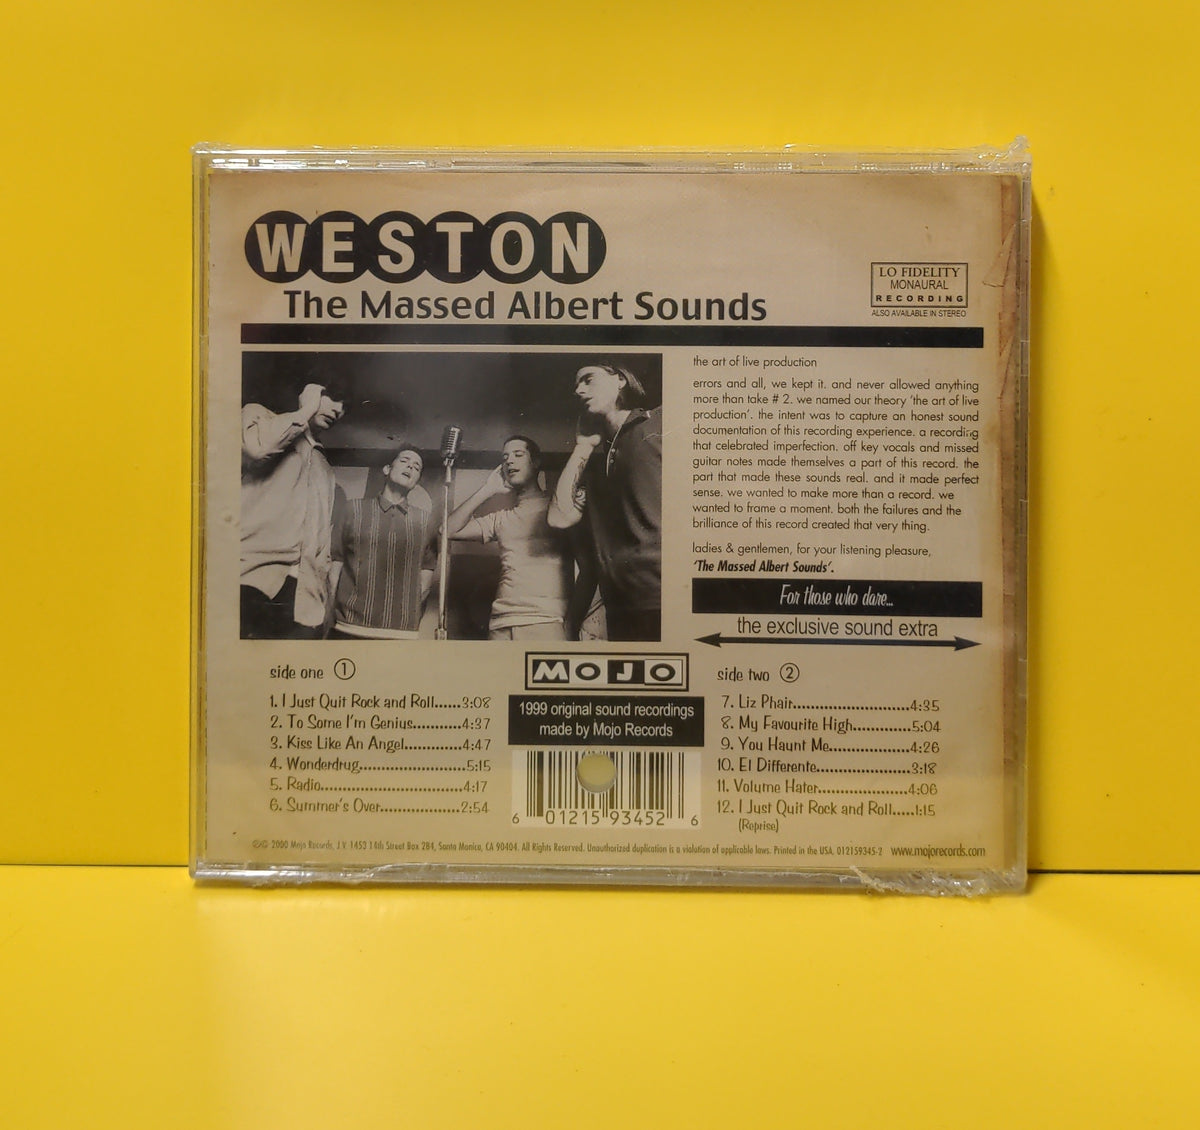 WESTON
The Massed Albert Sounds
LO FIDELITY
MONAURAL
RECORDING
ALSO AVAILABLE IN STEREO
the art of live production
errors and all, we kept it. and never allowed anything
more than take # 2. we named our theory 'the art of live
production'. the intent was to capture an honest sound
documentation of this recording experience. a recording
that celebrated imperfection. off key vocals and missed
guitar notes made themselves a part of this record. the
part that made these sounds real. and it made perfect
sense. we wanted to make more than a record. we
wanted to frame a moment. both the failures and the
brilliance of this record created that very thing.
ladies & gentlemen, for your listening pleasure,
'The Massed Albert Sounds'.
For those who dare...
the exclusive sound extra
side one 1
1. I Just Quit Rock and Roll......3:08
2. To Some I'm Genius...........4:37
3. Kiss Like An Angel............4:47
4. Wonderdrug......................5:15
5. Radio.................................4:17
6. Summer's Over................2:54
MOJO
1999 original sound recordings
made by Mojo Records
6 01215 93452 6
side two 2
7. Liz Phair..........................4:35
8. My Favourite High...........5:04
9. You Haunt Me..................4:26
10. El Differente...................3:18
11. Volume Hater..................4:06
12. I Just Quit Rock and Roll.....1:15
(Reprise)
℗© 2000 Mojo Records, J.V. 1453 14th Street Box 284, Santa Monica, CA 90404. All Rights Reserved. Unauthorized duplication is a violation of applicable laws. Printed in the USA. 012159345-2 www.mojorecords.com